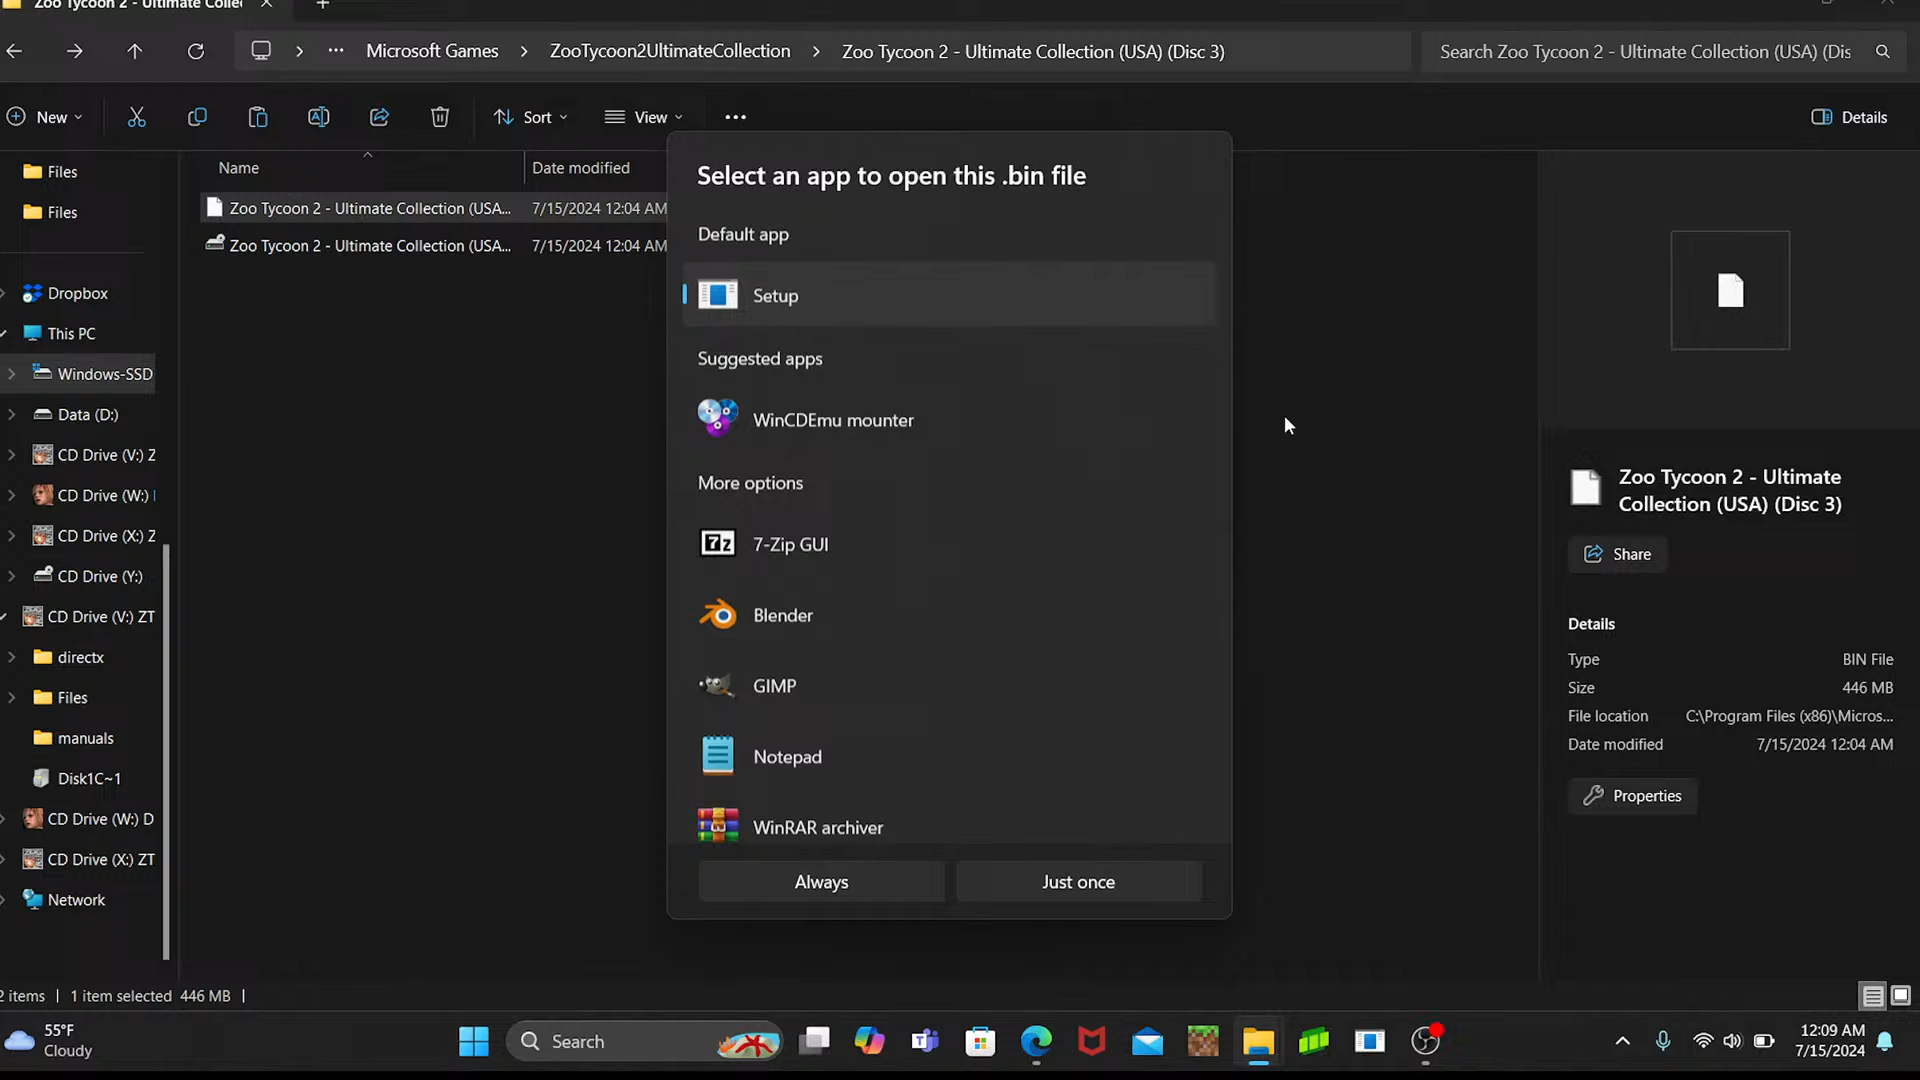 Zoo Tycoon 2 - Ultimate Collec
Microsoft Games
ZooTycoon2UltimateCollection
Zoo Tycoon 2 - Ultimate Collection (USA) (Disc 3)
Search Zoo Tycoon 2 - Ultimate Collection (USA) (Dis
New
Sort
View
Details
Files
Files
Dropbox
This PC
Windows-SSD
Data (D:)
CD Drive (V:) Z
CD Drive (W:)
CD Drive (X:) Z
CD Drive (Y:)
CD Drive (V:) ZT
directx
Files
manuals
Disk1C~1
CD Drive (W:) D
CD Drive (X:) ZT
Network
Name
Date modified
Zoo Tycoon 2 - Ultimate Collection (USA... 7/15/2024 12:04 AM
Zoo Tycoon 2 - Ultimate Collection (USA... 7/15/2024 12:04 AM
Select an app to open this .bin file
Default app
Setup
Suggested apps
WinCDEmu mounter
More options
7z 7-Zip GUI
Blender
GIMP
Notepad
WinRAR archiver
Always
Just once
Zoo Tycoon 2 - Ultimate
Collection (USA) (Disc 3)
Share
Details
Type BIN File
Size 446 MB
File location C:\Program Files (x86)\Micros...
Date modified 7/15/2024 12:04 AM
Properties
2 items
1 item selected 446 MB
55°F
Cloudy
Search
12:09 AM
7/15/2024